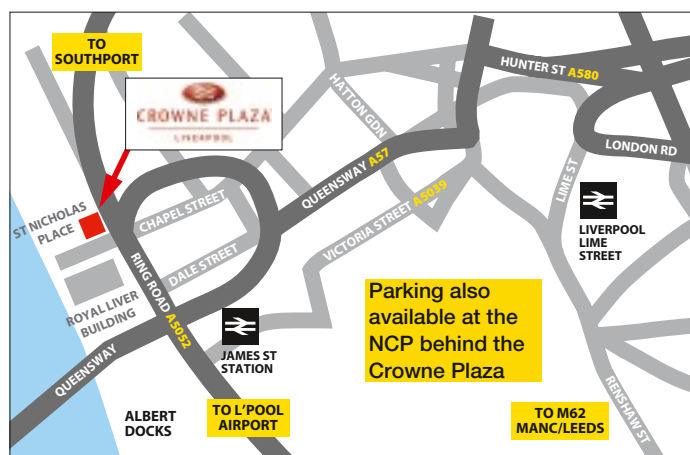 TO
SOUTHPORT
CROWNE PLAZA
LIVERPOOL
HUNTER ST A580
HATTON GDN
LONDON RD
QUEENSWAY A57
LIME ST
ST NICHOLAS
PLACE
CHAPEL STREET
VICTORIA STREET A5039
LIVERPOOL
LIME
STREET
DALE STREET
RING ROAD A5052
ROYAL LIVER
BUILDING
Parking also
available at the
NCP behind the
Crowne Plaza
JAMES ST
STATION
QUEENSWAY
RENSHAW ST
ALBERT
DOCKS
TO L'POOL
AIRPORT
TO M62
MANC/LEEDS